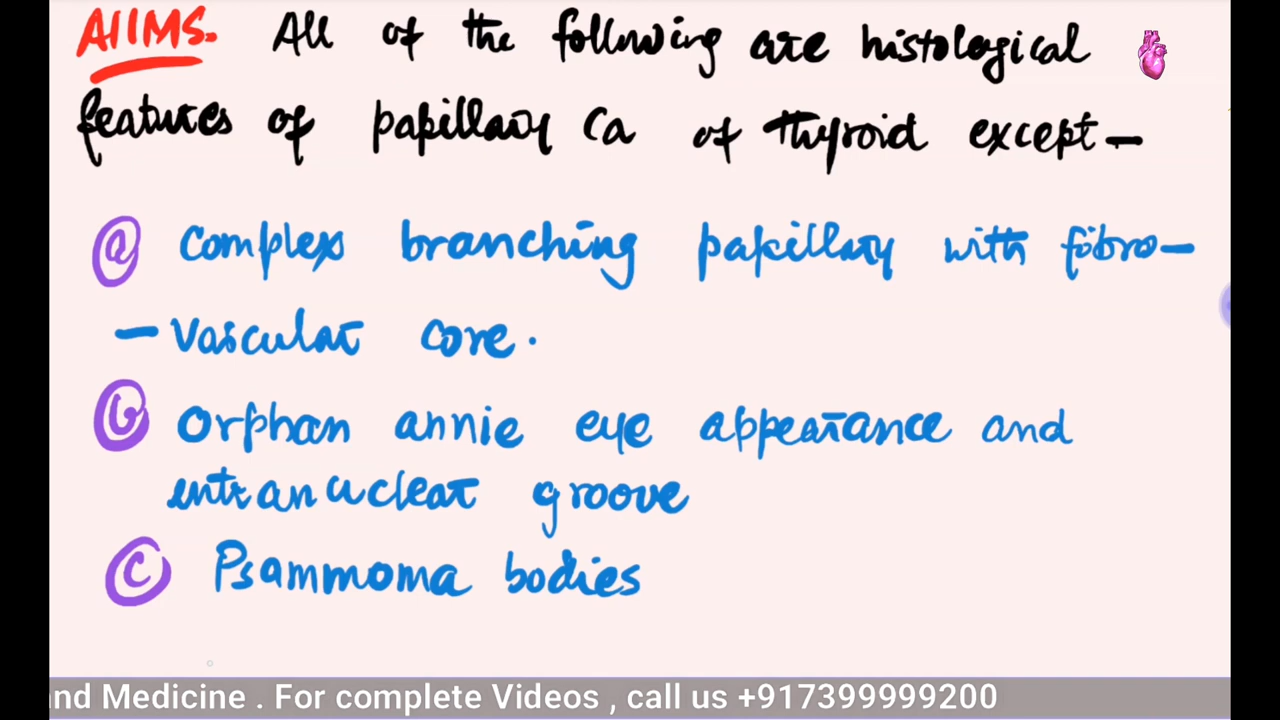 AIIMS. All of the following are histological
features of papillary Ca of Thyroid except -
(a) Complex branching papillary with fibro-
- vascular core.
(b) Orphan annie eye appearance and
intranuclear groove
(c) Psammoma bodies
and Medicine . For complete Videos , call us +917399999200